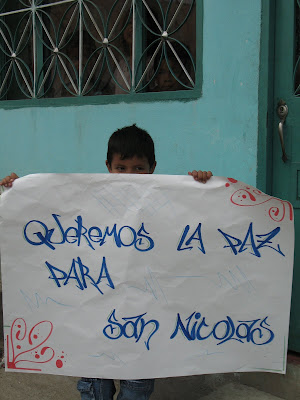 QUEREMOS LA PAZ
PARA
SAN NICOLAS